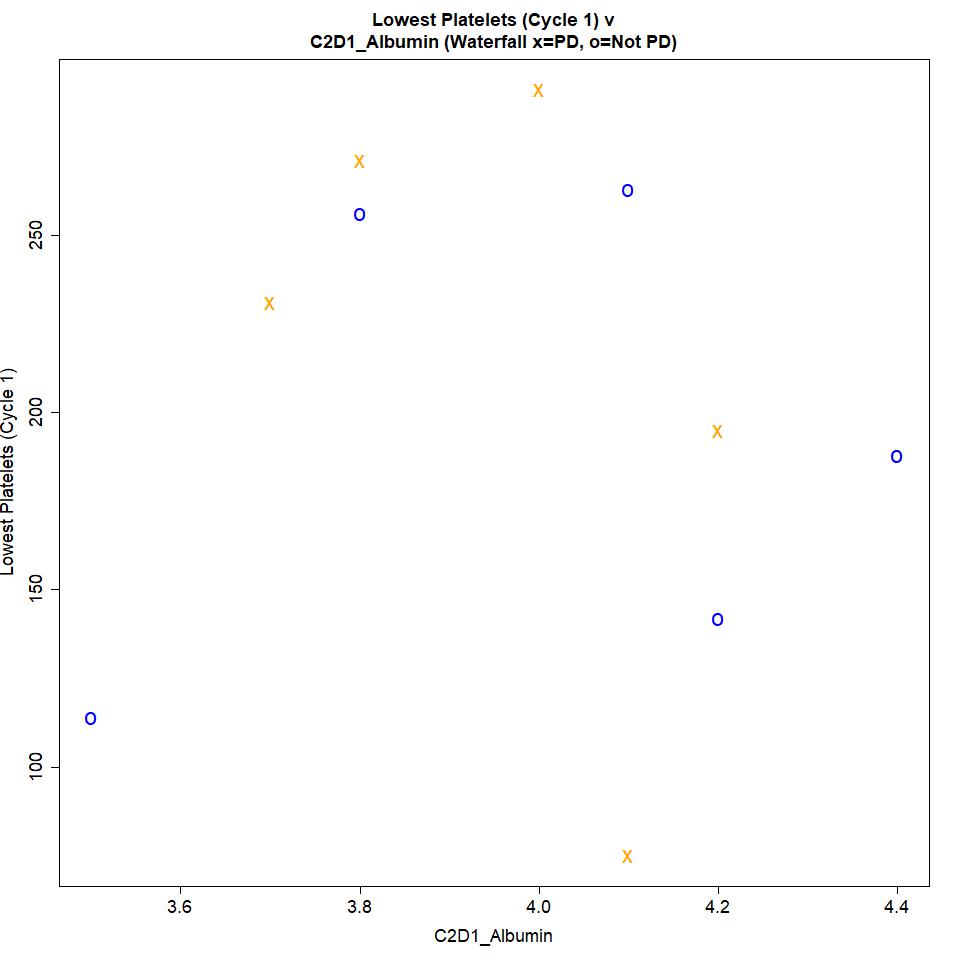 Lowest Platelets (Cycle 1) v
C2D1_Albumin (Waterfall x=PD, o=Not PD)
Lowest Platelets (Cycle 1)
250
200
150
100
X
X
O
O
X
X
O
O
O
X
3.6
3.8
4.0
4.2
4.4
C2D1_Albumin